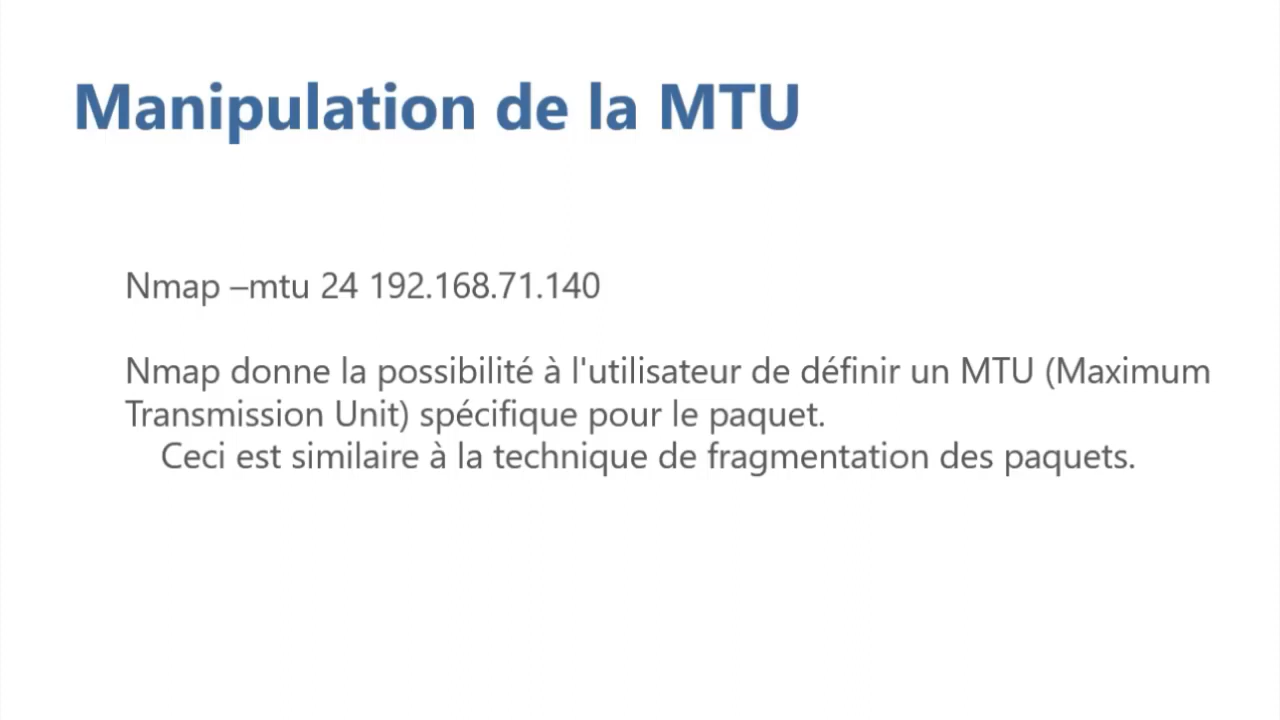 Manipulation de la MTU
Nmap –mtu 24 192.168.71.140
Nmap donne la possibilité à l'utilisateur de définir un MTU (Maximum
Transmission Unit) spécifique pour le paquet.
Ceci est similaire à la technique de fragmentation des paquets.